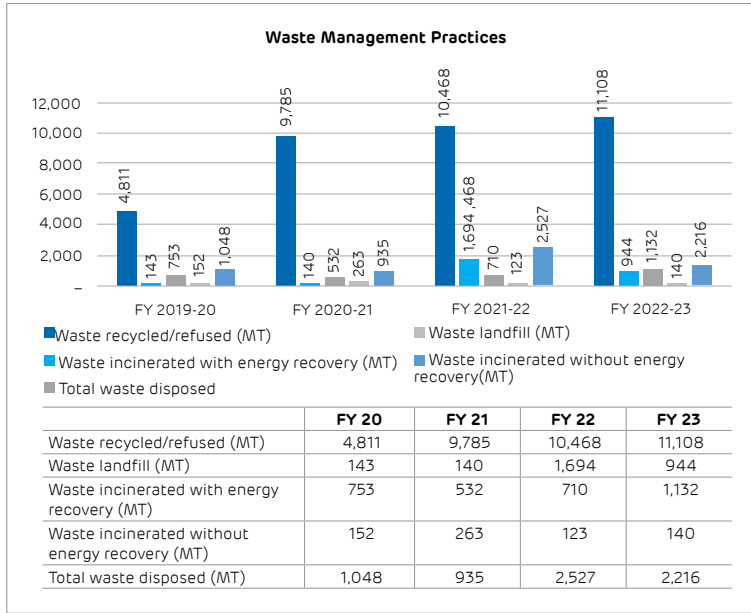 Waste Management Practices
12,000
10,000
8,000
6,000
4,000
2,000
–
4,811
143
753
152
1,048
9,785
140
532
263
935
10,468
1,694 ,468
710
123
2,527
11,108
944
1,132
140
2,216
FY 2019-20 FY 2020-21 FY 2021-22 FY 2022-23
Waste recycled/refused (MT) Waste landfill (MT)
Waste incinerated with energy recovery (MT) Waste incinerated without energy
recovery(MT)
Total waste disposed
FY 20 FY 21 FY 22 FY 23
Waste recycled/refused (MT) 4,811 9,785 10,468 11,108
Waste landfill (MT) 143 140 1,694 944
Waste incinerated with energy
recovery (MT) 753 532 710 1,132
Waste incinerated without
energy recovery (MT) 152 263 123 140
Total waste disposed (MT) 1,048 935 2,527 2,216